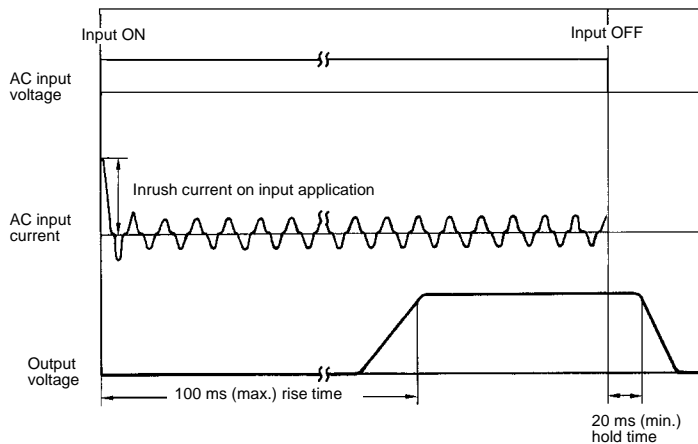 Input ON
Input OFF
AC input
voltage
Inrush current on input application
AC input
current
Output
voltage
100 ms (max.) rise time
20 ms (min.)
hold time